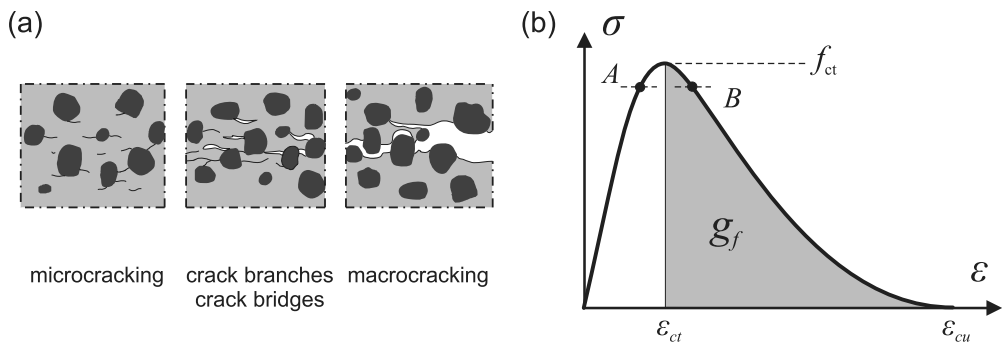 (a)
microcracking
crack branches
crack bridges
macrocracking
(b)
σ
f_ct
A
B
g_f
ε
ε_ct
ε_cu